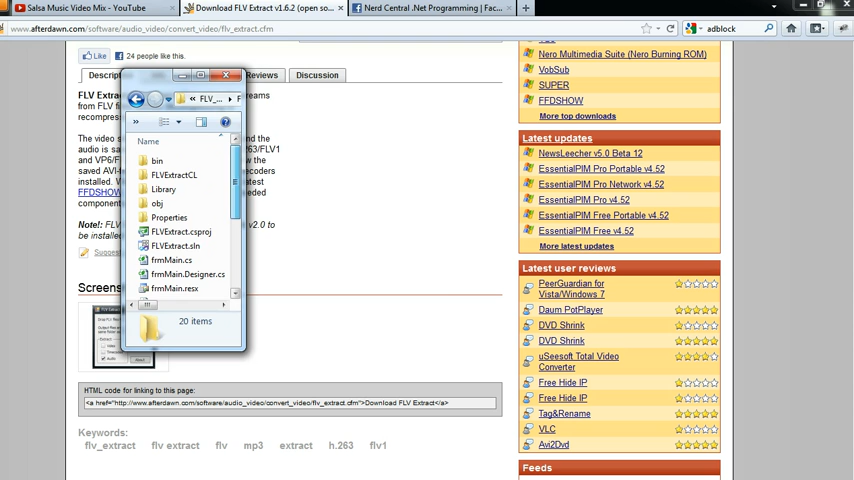 Salsa Music Video Mix - YouTube
Download FLV Extract v1.6.2 (open so...
Nerd Central .Net Programming | Fac...
www.afterdawn.com/software/audio_video/convert_video/flv_extract.cfm
adblock
Like
24 people like this.
Descrip
Reviews
Discussion
FLV Extrac
reams
from FLV fi
recompress
The video s
nd the
audio is sa
263/FLV1
and VP6/F
w the
saved AVI-f
ecoders
installed. V
atest
FFDSHOW
eded
compone
Note! FLV
v2.0 to
be installe
Suggest
FLV_...
F
Name
bin
FLVExtractCL
Library
obj
Properties
FLVExtract.csproj
FLVExtract.sln
frmMain.cs
frmMain.Designer.cs
frmMain.resx
20 items
Screens
HTML code for linking to this page:
<a href="http://www.afterdawn.com/software/audio_video/convert_video/flv_extract.cfm">Download FLV Extract</a>
Keywords:
flv_extract flv extract flv mp3 extract h.263 flv1
Nero Multimedia Suite (Nero Burning ROM)
VobSub
SUPER
FFDSHOW
More top downloads
Latest updates
NewsLeecher v5.0 Beta 12
EssentialPIM Pro Portable v4.52
EssentialPIM Pro Network v4.52
EssentialPIM Pro v4.52
EssentialPIM Free Portable v4.52
EssentialPIM Free v4.52
More latest updates
Latest user reviews
PeerGuardian for
Vista/Windows 7
Daum PotPlayer
DVD Shrink
DVD Shrink
uSeesoft Total Video
Converter
Free Hide IP
Free Hide IP
Tag&Rename
VLC
Avi2Dvd
Feeds